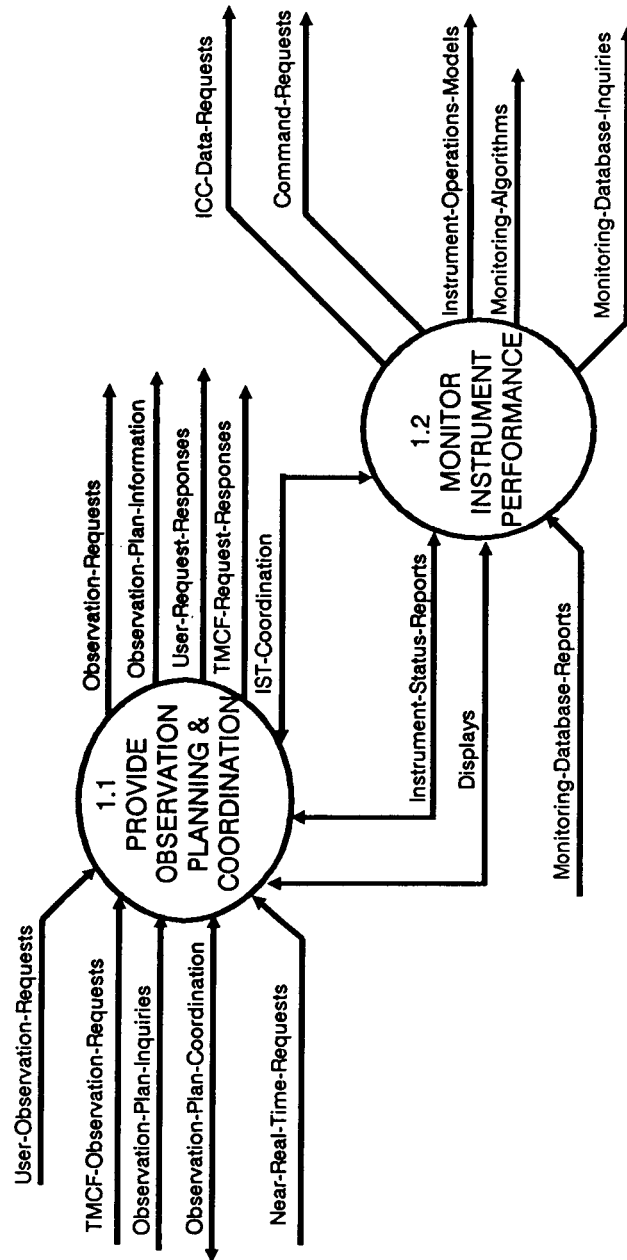 User-Observation-Requests
TMCF-Observation-Requests
Observation-Plan-Inquiries
Observation-Plan-Coordination
Near-Real-Time-Requests
1.1
PROVIDE
OBSERVATION
PLANNING &
COORDINATION
Observation-Requests
Observation-Plan-Information
User-Request-Responses
TMCF-Request-Responses
IST-Coordination
Instrument-Status-Reports
Displays
Monitoring-Database-Reports
1.2
MONITOR
INSTRUMENT
PERFORMANCE
ICC-Data-Requests
Command-Requests
Instrument-Operations-Models
Monitoring-Algorithms
Monitoring-Database-Inquiries